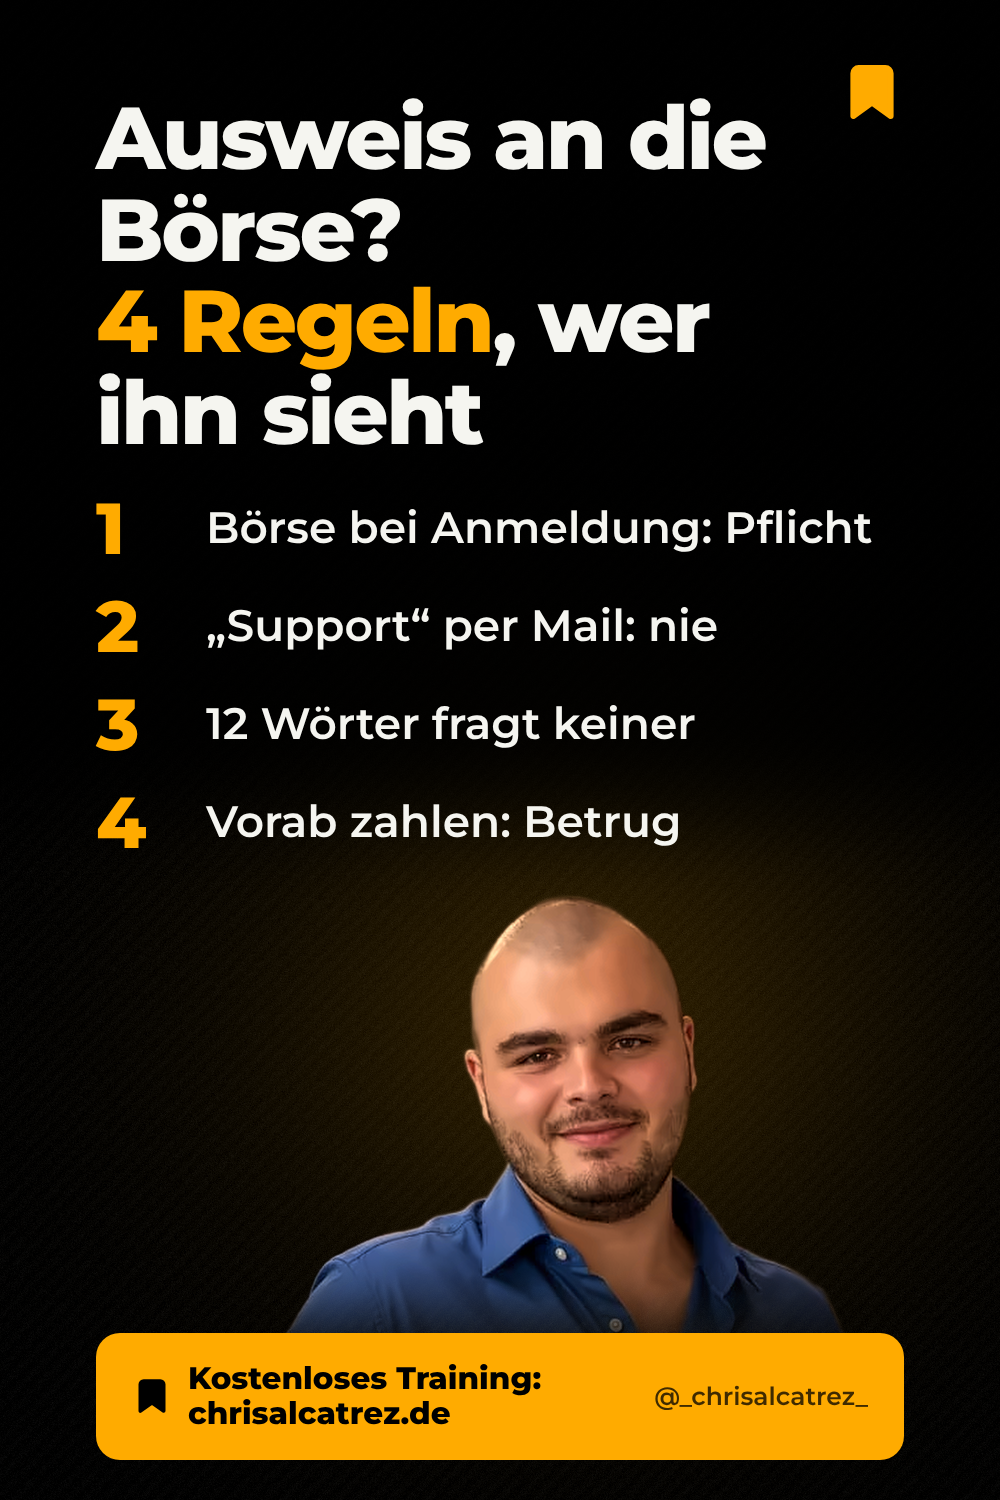 Ausweis an die
Börse?
4 Regeln, wer
ihn sieht
1 Börse bei Anmeldung: Pflicht
2 „Support“ per Mail: nie
3 12 Wörter fragt keiner
4 Vorab zahlen: Betrug
Kostenloses Training:
chrisalcatrez.de
@_chrisalcatrez_